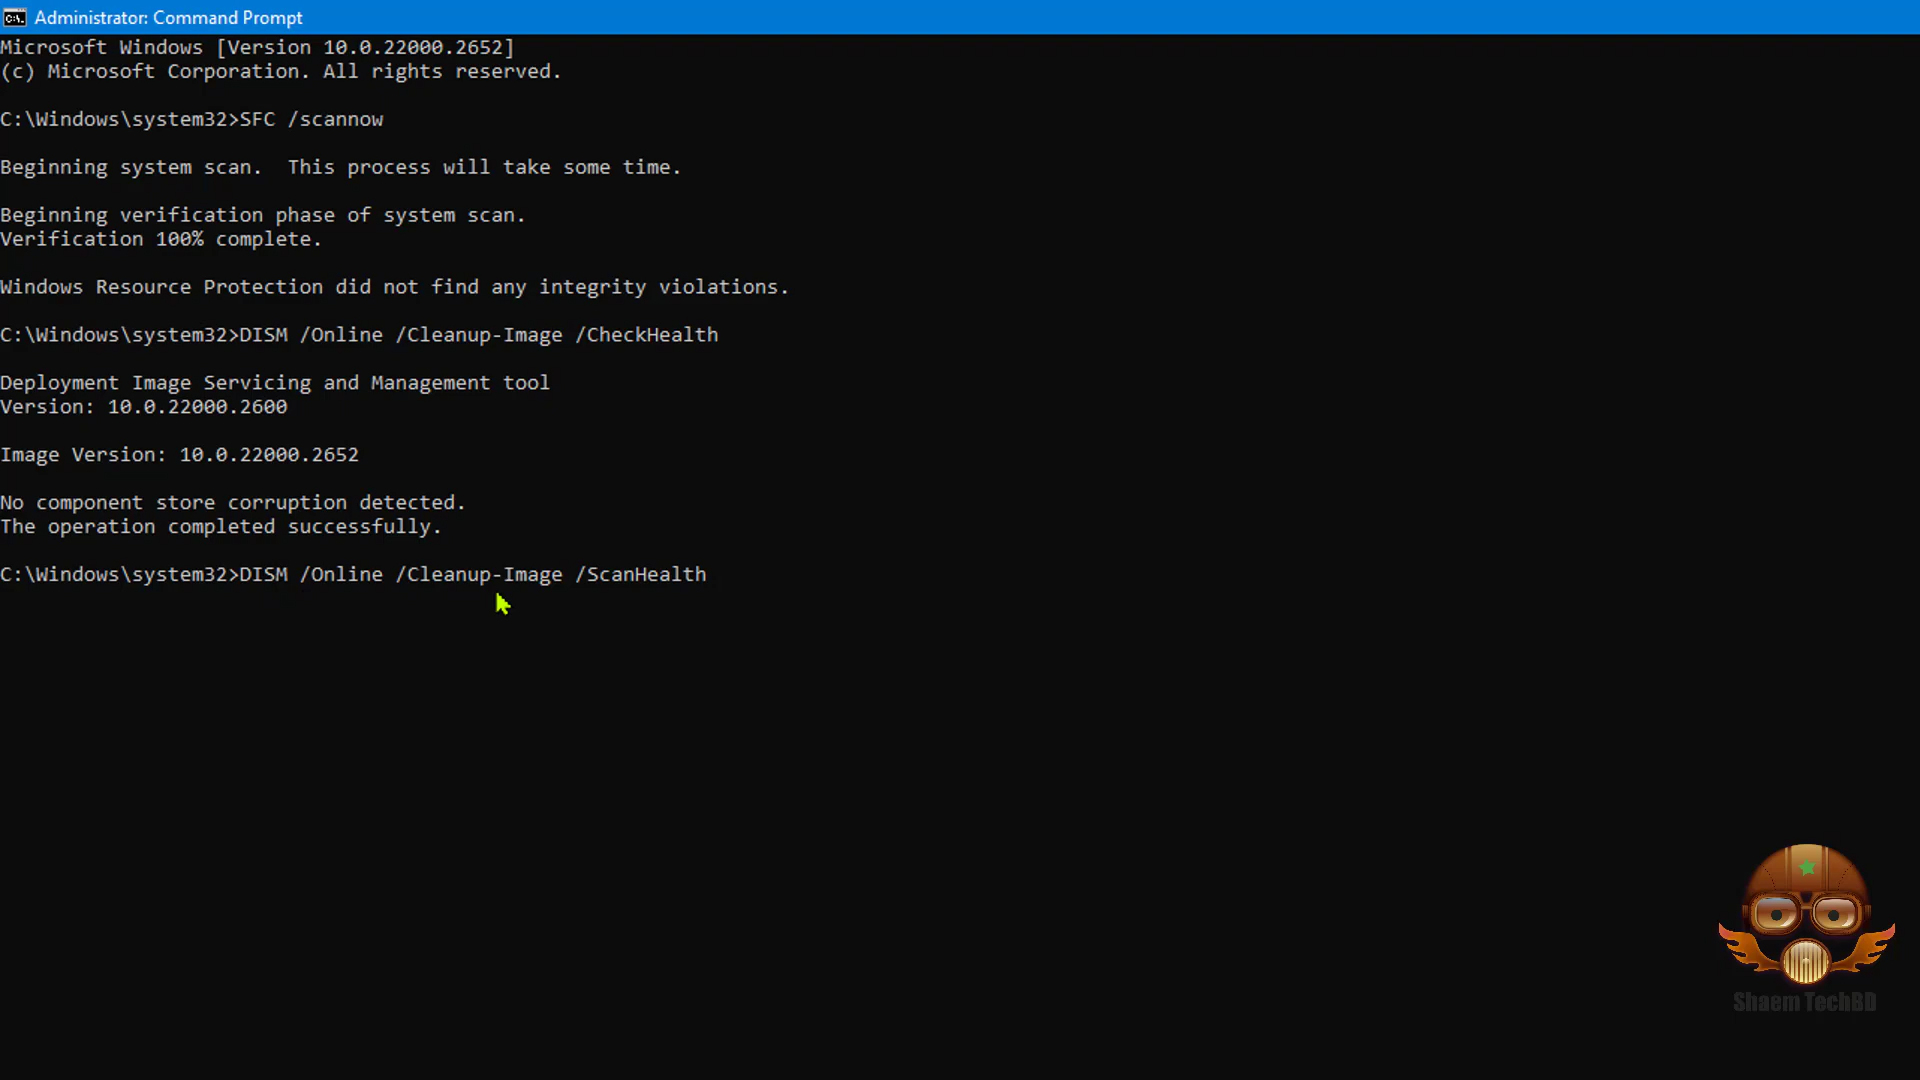 Administrator: Command Prompt
Microsoft Windows [Version 10.0.22000.2652]
(c) Microsoft Corporation. All rights reserved.
C:\Windows\system32>SFC /scannow
Beginning system scan.  This process will take some time.
Beginning verification phase of system scan.
Verification 100% complete.
Windows Resource Protection did not find any integrity violations.
C:\Windows\system32>DISM /Online /Cleanup-Image /CheckHealth
Deployment Image Servicing and Management tool
Version: 10.0.22000.2600
Image Version: 10.0.22000.2652
No component store corruption detected.
The operation completed successfully.
C:\Windows\system32>DISM /Online /Cleanup-Image /ScanHealth
Shaem TechBD